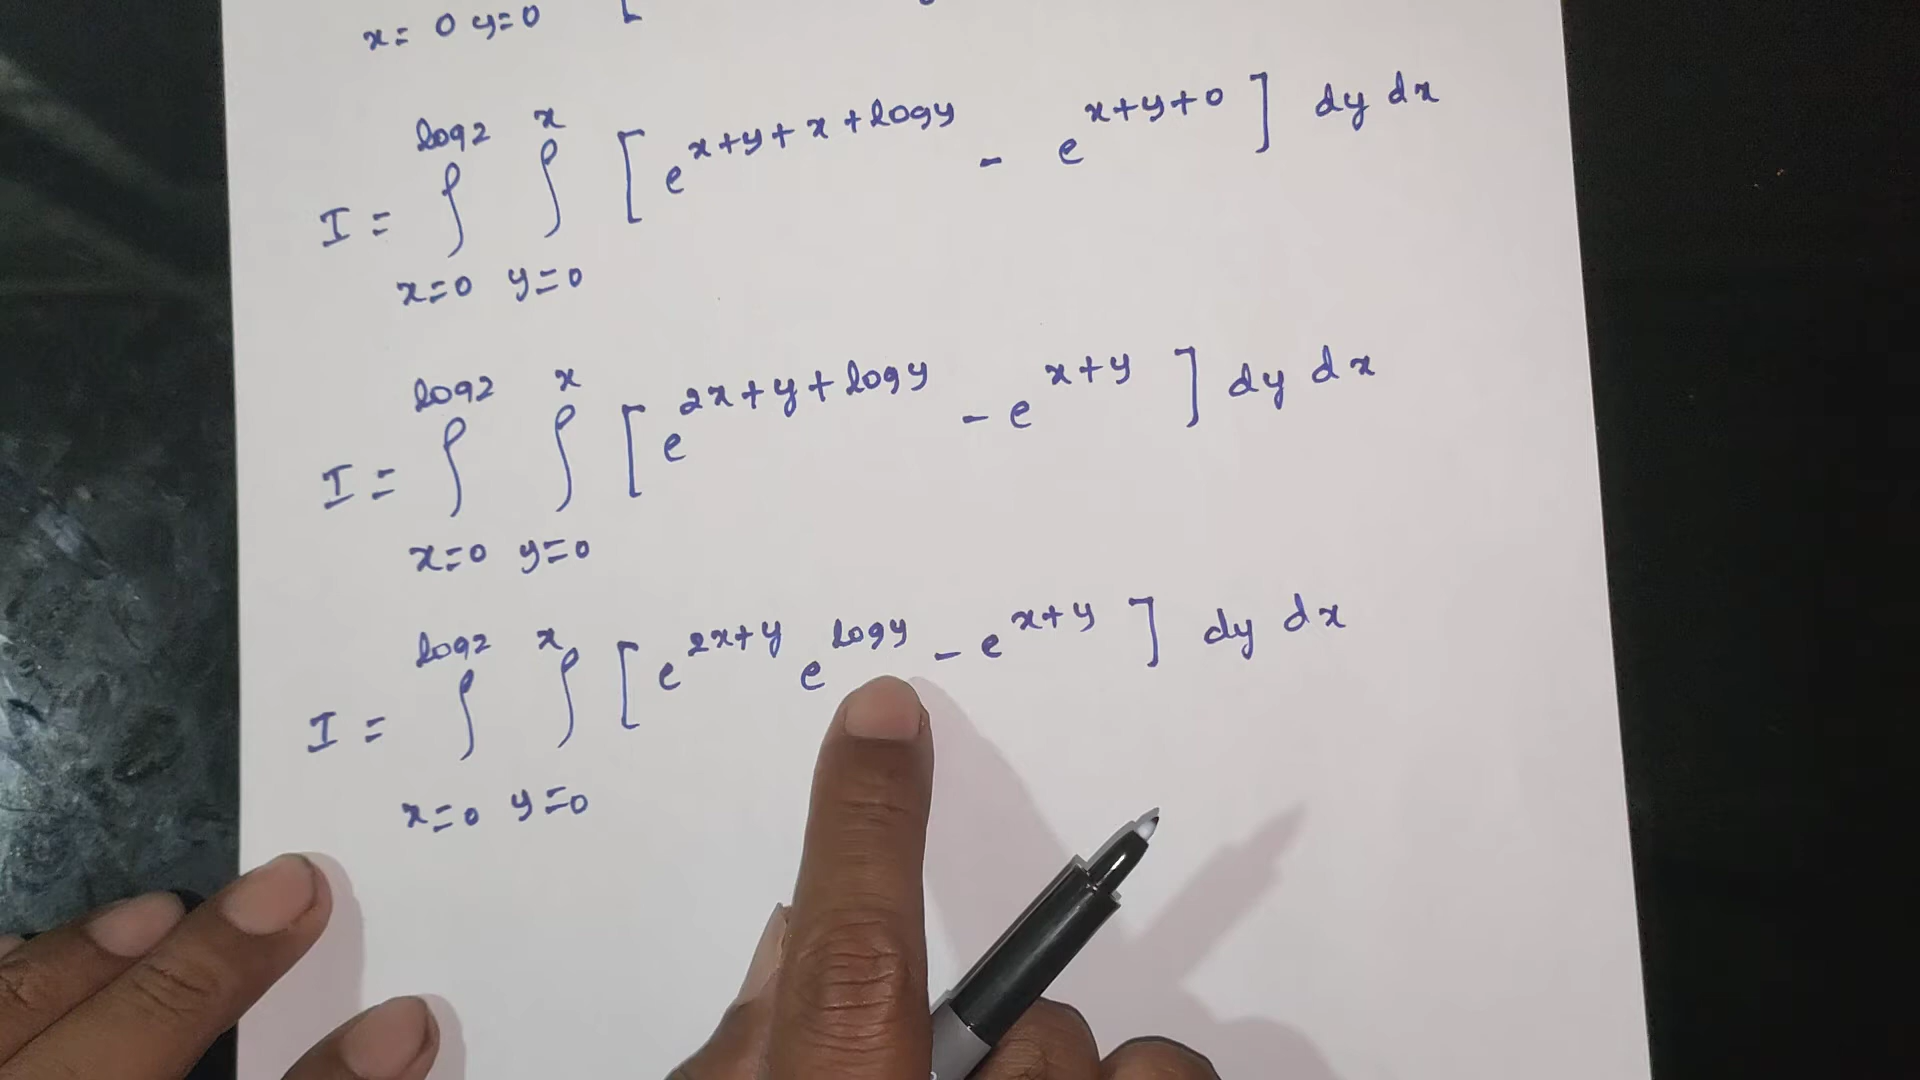 x= 0 y=0 [
log2 x
I = ∫ ∫ [ e^{x+y+x+logy} - e^{x+y+0} ] dy dx
x=0 y=0
log2 x
I = ∫ ∫ [ e^{2x+y+logy} - e^{x+y} ] dy dx
x=0 y=0
log2 x
I = ∫ ∫ [ e^{2x+y} e^{logy} - e^{x+y} ] dy dx
x=0 y=0